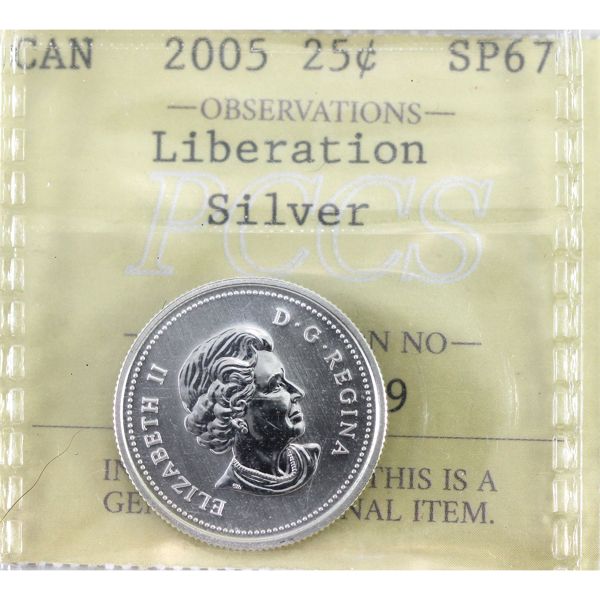 CAN 2005 25¢ SP67
—OBSERVATIONS—
Liberation
Silver
PCCS
N NO—
9
ELIZABETH II D·G·REGINA
IN THIS IS A
GE NAL ITEM.